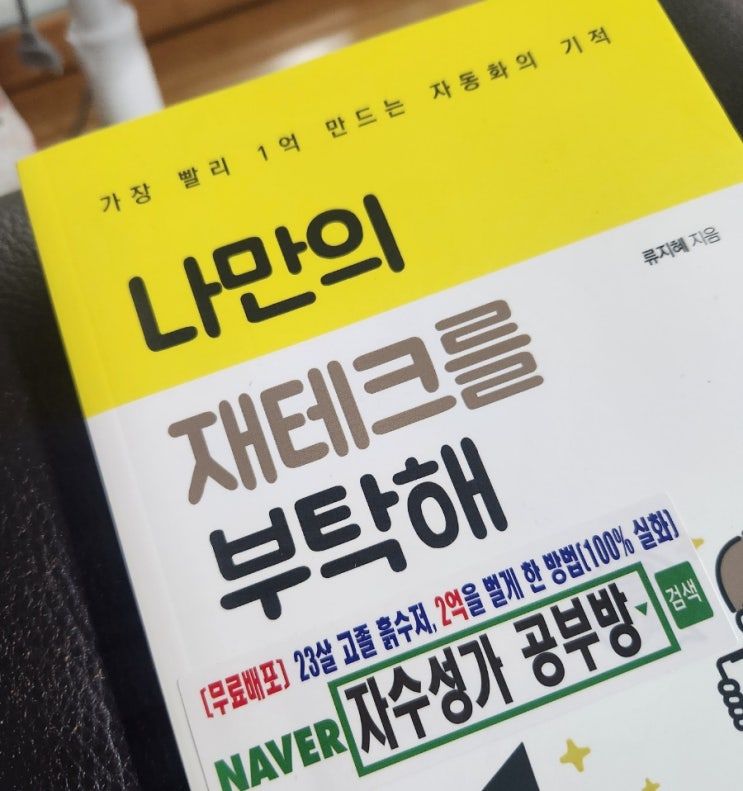 가장 빨리 1억 만드는 자동화의 기적
나만의
류지혜 지음
재테크를
부탁해
[무료배포] 23살 고졸 흙수저, 2억을 벌게 한 방법(100% 실화)
NAVER 자수성가 공부방 검색